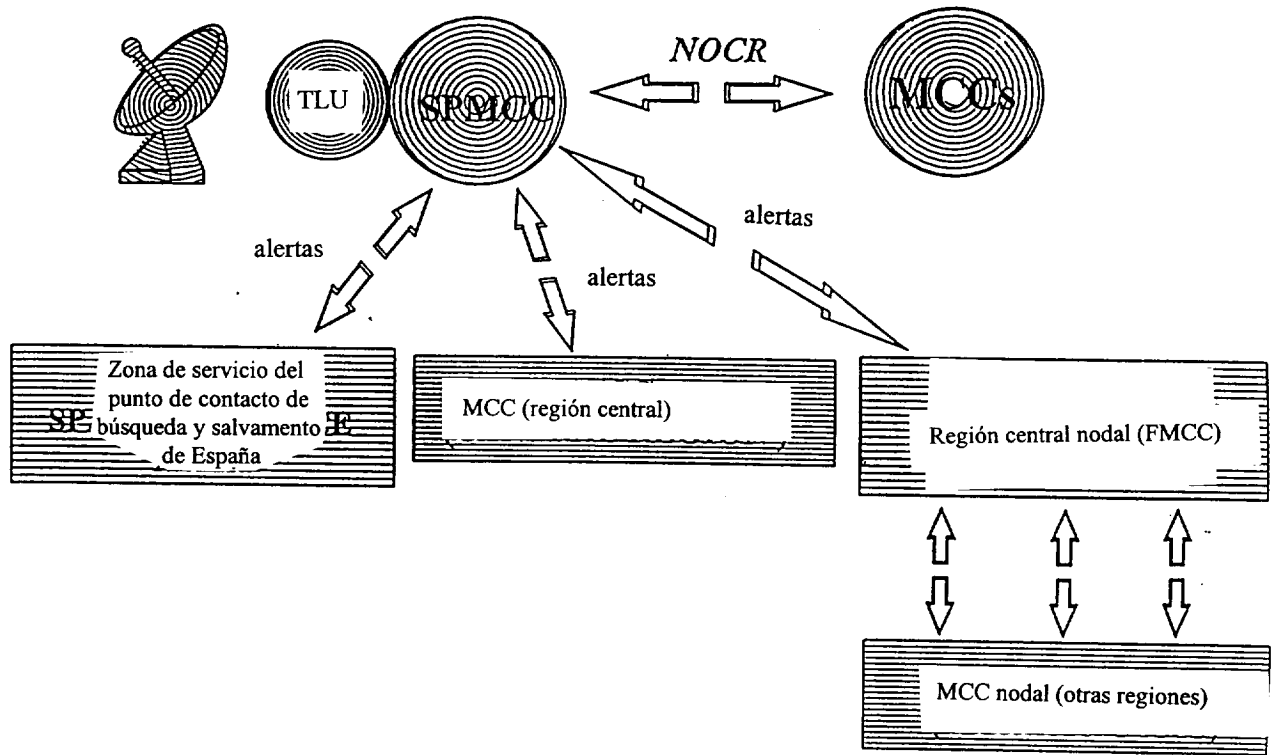 NOCR
TLU
SPMCC
MCCs
alertas
alertas
alertas
Zona de servicio del
punto de contacto de
búsqueda y salvamento
de España
MCC (región central)
Región central nodal (FMCC)
MCC nodal (otras regiones)